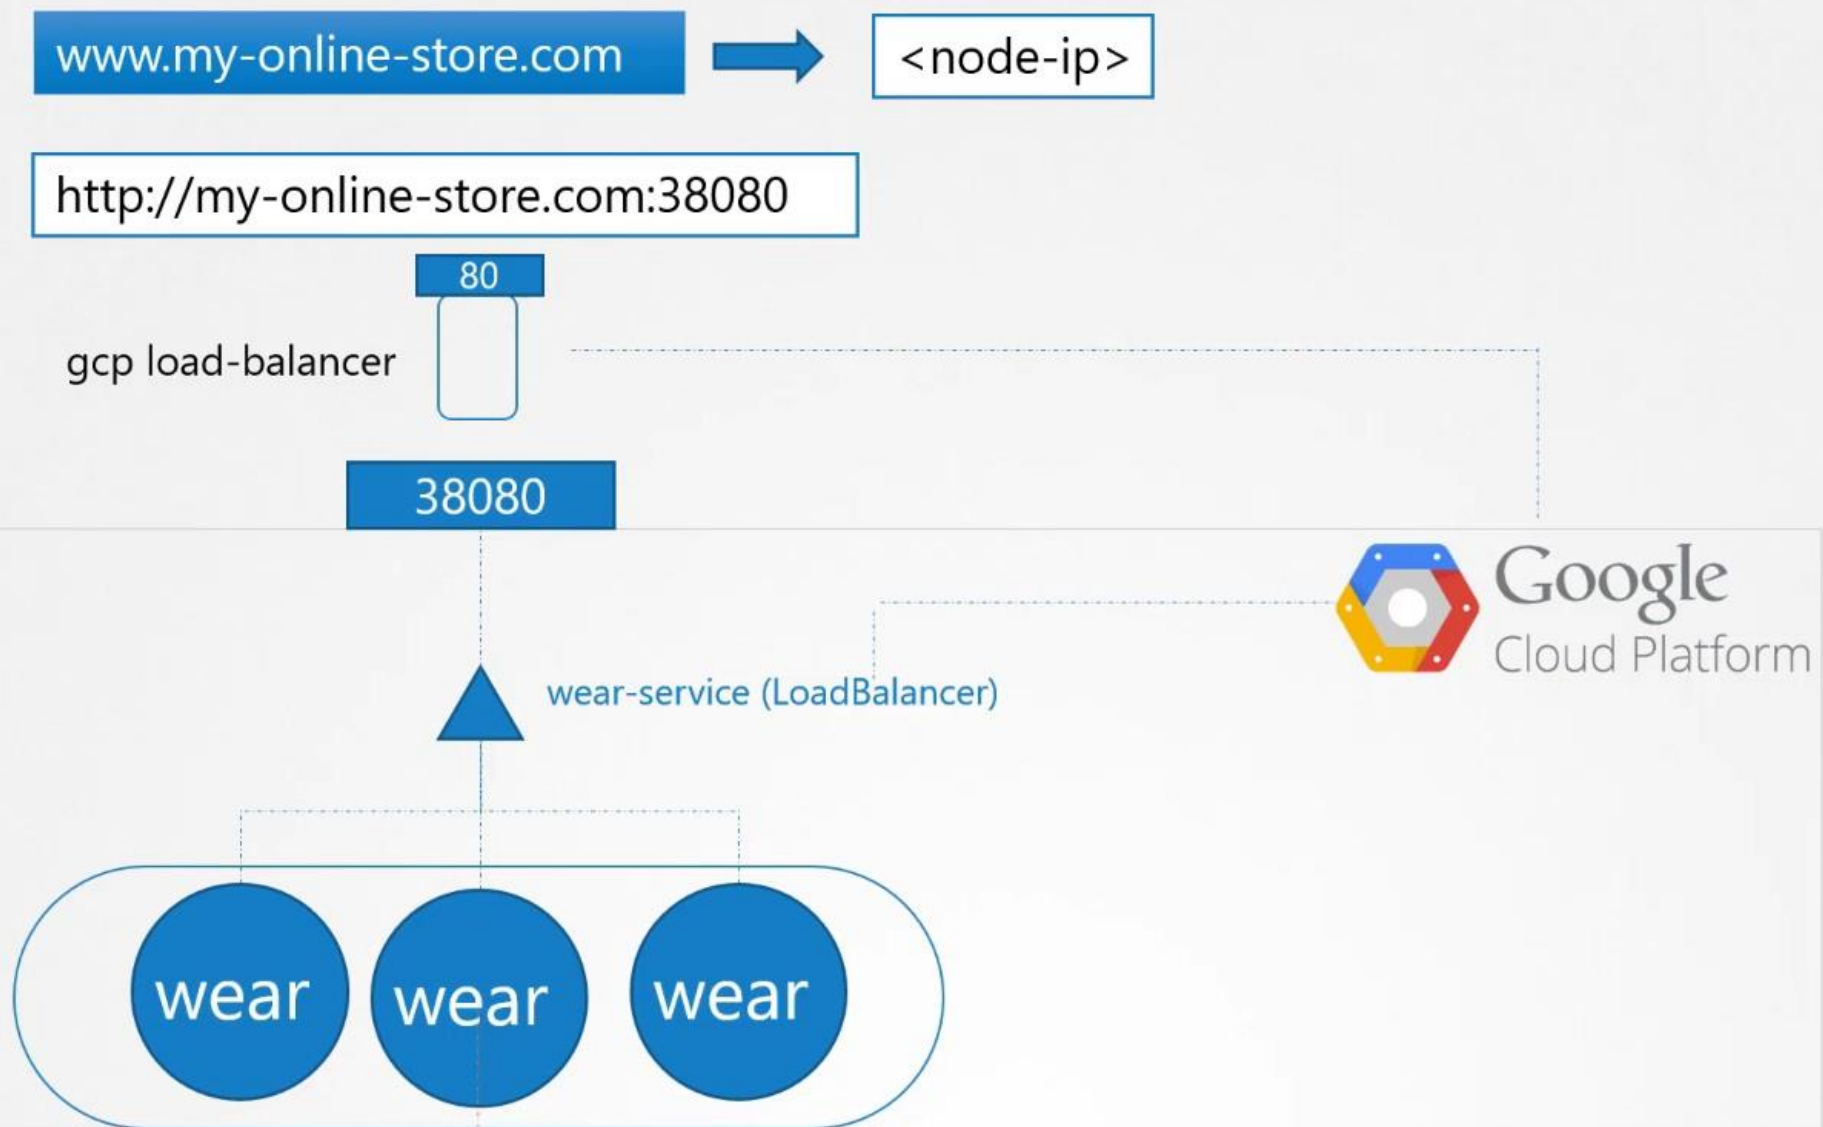 www.my-online-store.com
<node-ip>
http://my-online-store.com:38080
80
gcp load-balancer
38080
Google
Cloud Platform
wear-service (LoadBalancer)
wear
wear
wear